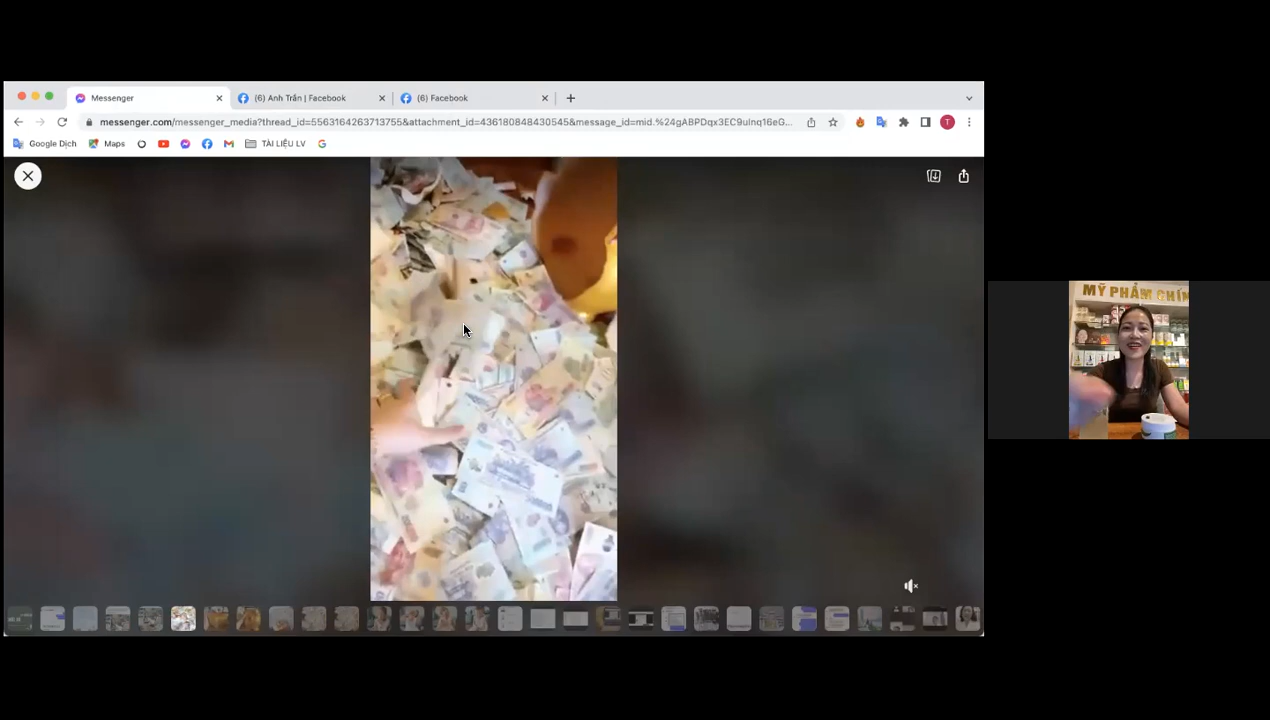 Messenger
(6) Anh Trần | Facebook
(6) Facebook
messenger.com/messenger_media?thread_id=5563164263713755&attachment_id=436180848430545&message_id=mid.%24gABPDqx3EC9uInq16eG...
T
Google Dịch
Maps
TÀI LIỆU LV
MỸ PHẨM CHÍN